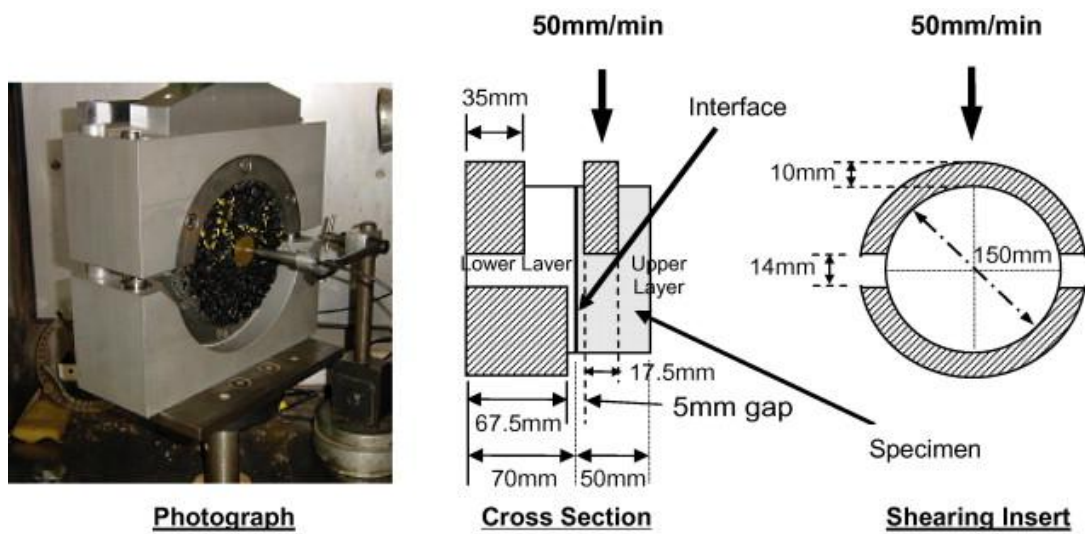 50mm/min
50mm/min
35mm
Interface
10mm
Lower Layer
Upper
Layer
14mm
150mm
17.5mm
67.5mm
5mm gap
Specimen
70mm
50mm
Photograph
Cross Section
Shearing Insert